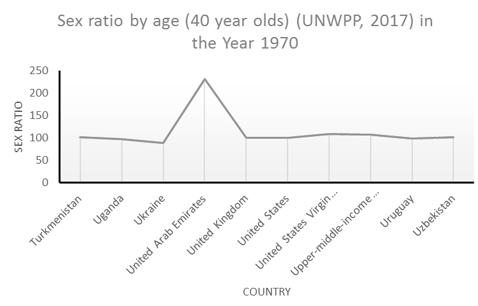 Sex ratio by age (40 year olds) (UNWPP, 2017) in
the Year 1970
250
200
150
100
50
0
SEX RATIO
Turkmenistan
Uganda
Ukraine
United Arab Emirates
United Kingdom
United States
United States Virgin...
Upper-middle-income...
Uruguay
Uzbekistan
COUNTRY